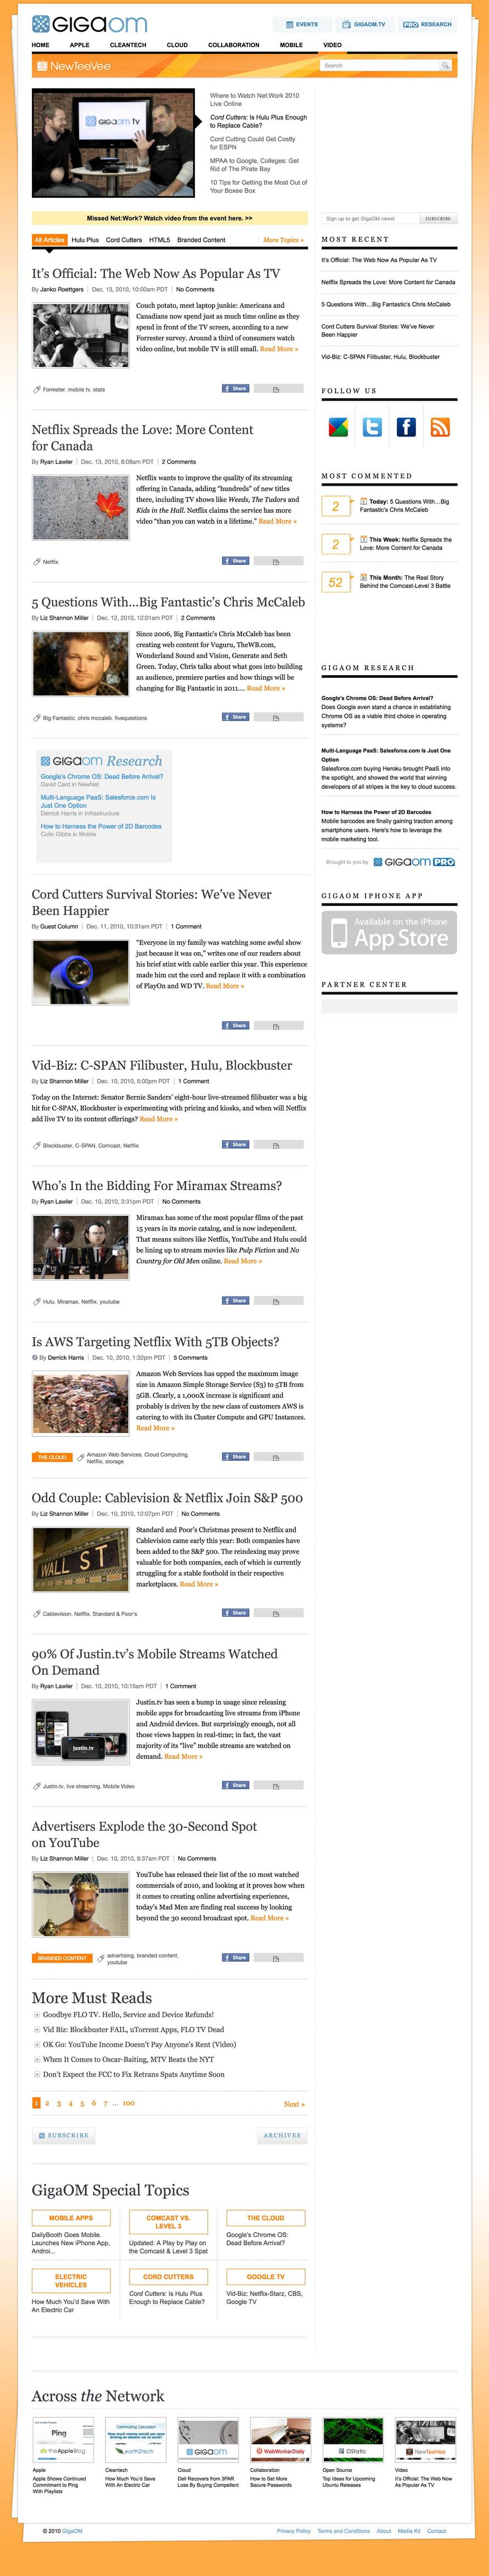 GIGAOM
EVENTS
GIGAOM.TV
PRO RESEARCH
HOME APPLE CLEANTECH CLOUD COLLABORATION MOBILE VIDEO
NewTeeVee
Search
GIGAOM tv
Where to Watch Net:Work 2010
Live Online
Cord Cutters: Is Hulu Plus Enough
to Replace Cable?
Cord Cutting Could Get Costly
for ESPN
MPAA to Google, Colleges: Get
Rid of The Pirate Bay
10 Tips for Getting the Most Out of
Your Boxee Box
Missed Net:Work? Watch video from the event here. >>
All Articles Hulu Plus Cord Cutters HTML5 Branded Content More Topics »
It's Official: The Web Now As Popular As TV
By Janko Roettgers | Dec. 13, 2010, 10:00am PDT | No Comments
Couch potato, meet laptop junkie: Americans and
Canadians now spend just as much time online as they
spend in front of the TV screen, according to a new
Forrester survey. Around a third of consumers watch
video online, but mobile TV is still small. Read More »
Forrester, mobile tv, stats
Share
Netflix Spreads the Love: More Content
for Canada
By Ryan Lawler | Dec. 13, 2010, 8:08am PDT | 2 Comments
Netflix wants to improve the quality of its streaming
offering in Canada, adding "hundreds" of new titles
there, including TV shows like Weeds, The Tudors and
Kids in the Hall. Netflix claims the service has more
video "than you can watch in a lifetime." Read More »
Netflix
Share
5 Questions With…Big Fantastic's Chris McCaleb
By Liz Shannon Miller | Dec. 12, 2010, 12:01am PDT | 2 Comments
Since 2006, Big Fantastic's Chris McCaleb has been
creating web content for Vuguru, TheWB.com,
Wonderland Sound and Vision, Generate and Seth
Green. Today, Chris talks about what goes into building
an audience, premiere parties and how things will be
changing for Big Fantastic in 2011.... Read More »
Big Fantastic, chris mccaleb, fivequestions
Share
GIGAOM Research
Google's Chrome OS: Dead Before Arrival?
David Card in NewNet
Multi-Language PaaS: Salesforce.com Is
Just One Option
Derrick Harris in Infrastructure
How to Harness the Power of 2D Barcodes
Colin Gibbs in Mobile
Cord Cutters Survival Stories: We've Never
Been Happier
By Guest Column | Dec. 11, 2010, 10:31am PDT | 1 Comment
"Everyone in my family was watching some awful show
just because it was on," writes one of our readers about
his brief stint with cable earlier this year. This experience
made him cut the cord and replace it with a combination
of PlayOn and WD TV. Read More »
Share
Vid-Biz: C-SPAN Filibuster, Hulu, Blockbuster
By Liz Shannon Miller | Dec. 10, 2010, 5:00pm PDT | 1 Comment
Today on the Internet: Senator Bernie Sanders' eight-hour live-streamed filibuster was a big
hit for C-SPAN, Blockbuster is experimenting with pricing and kiosks, and when will Netflix
add live TV to its content offerings? Read More »
Blockbuster, C-SPAN, Comcast, Netflix
Share
Who's In the Bidding For Miramax Streams?
By Ryan Lawler | Dec. 10, 2010, 3:31pm PDT | No Comments
Miramax has some of the most popular films of the past
15 years in its movie catalog, and is now independent.
That means suitors like Netflix, YouTube and Hulu could
be lining up to stream movies like Pulp Fiction and No
Country for Old Men online. Read More »
Hulu, Miramax, Netflix, youtube
Share
Is AWS Targeting Netflix With 5TB Objects?
By Derrick Harris | Dec. 10, 2010, 1:32pm PDT | 5 Comments
Amazon Web Services has upped the maximum image
size in Amazon Simple Storage Service (S3) to 5TB from
5GB. Clearly, a 1,000X increase is significant and
probably is driven by the new class of customers AWS is
catering to with its Cluster Compute and GPU Instances.
Read More »
THE CLOUD
Amazon Web Services, Cloud Computing,
Netflix, storage
Share
Odd Couple: Cablevision & Netflix Join S&P 500
By Liz Shannon Miller | Dec. 10, 2010, 12:07pm PDT | No Comments
WALL ST
Standard and Poor's Christmas present to Netflix and
Cablevision came early this year: Both companies have
been added to the S&P 500. The reindexing may prove
valuable for both companies, each of which is currently
struggling for a stable foothold in their respective
marketplaces. Read More »
Cablevision, Netflix, Standard & Poor's
Share
90% Of Justin.tv's Mobile Streams Watched
On Demand
By Ryan Lawler | Dec. 10, 2010, 10:15am PDT | 1 Comment
justin.tv
Justin.tv has seen a bump in usage since releasing
mobile apps for broadcasting live streams from iPhone
and Android devices. But surprisingly enough, not all
those views happen in real-time; in fact, the vast
majority of its "live" mobile streams are watched on
demand. Read More »
Justin.tv, live streaming, Mobile Video
Share
Advertisers Explode the 30-Second Spot
on YouTube
By Liz Shannon Miller | Dec. 10, 2010, 9:37am PDT | No Comments
YouTube has released their list of the 10 most watched
commercials of 2010, and looking at it proves how when
it comes to creating online advertising experiences,
today's Mad Men are finding real success by looking
beyond the 30 second broadcast spot. Read More »
BRANDED CONTENT
advertising, branded content,
youtube
Share
More Must Reads
Goodbye FLO TV. Hello, Service and Device Refunds!
Vid Biz: Blockbuster FAIL, uTorrent Apps, FLO TV Dead
OK Go: YouTube Income Doesn't Pay Anyone's Rent (Video)
When It Comes to Oscar-Baiting, MTV Beats the NYT
Don't Expect the FCC to Fix Retrans Spats Anytime Soon
1 2 3 4 5 6 7 ... 100 Next »
SUBSCRIBE
ARCHIVES
GigaOM Special Topics
MOBILE APPS
DailyBooth Goes Mobile.
Launches New iPhone App,
Androi...
COMCAST VS.
LEVEL 3
Updated: A Play by Play on
the Comcast & Level 3 Spat
THE CLOUD
Google's Chrome OS:
Dead Before Arrival?
ELECTRIC
VEHICLES
How Much You'd Save With
An Electric Car
CORD CUTTERS
Cord Cutters: Is Hulu Plus
Enough to Replace Cable?
GOOGLE TV
Vid-Biz: Netflix-Starz, CBS,
Google TV
Sign up to get GigaOM news!
SUBSCRIBE
MOST RECENT
It's Official: The Web Now As Popular As TV
Netflix Spreads the Love: More Content for Canada
5 Questions With…Big Fantastic's Chris McCaleb
Cord Cutters Survival Stories: We've Never
Been Happier
Vid-Biz: C-SPAN Filibuster, Hulu, Blockbuster
FOLLOW US
MOST COMMENTED
2
Today: 5 Questions With…Big
Fantastic's Chris McCaleb
2
This Week: Netflix Spreads the
Love: More Content for Canada
52
This Month: The Real Story
Behind the Comcast-Level 3 Battle
GIGAOM RESEARCH
Google's Chrome OS: Dead Before Arrival?
Does Google even stand a chance in establishing
Chrome OS as a viable third choice in operating
systems?
Multi-Language PaaS: Salesforce.com Is Just One
Option
Salesforce.com buying Heroku brought PaaS into
the spotlight, and showed the world that winning
developers of all stripes is the key to cloud success.
How to Harness the Power of 2D Barcodes
Mobile barcodes are finally gaining traction among
smartphone users. Here's how to leverage the
mobile marketing tool.
Brought to you by GIGAOM PRO
GIGAOM IPHONE APP
Available on the iPhone
App Store
PARTNER CENTER
Across the Network
Ping
theAppleBlog
Apple
Apple Shows Continued
Commitment to Ping
With Playlists
earth2tech
Cleantech
How Much You'd Save
With An Electric Car
GIGAOM
Cloud
Dell Recovers from 3PAR
Loss By Buying Compellent
WebWorkerDaily
Collaboration
How to Set More
Secure Passwords
OStatic
Open Source
Top Ideas for Upcoming
Ubuntu Releases
NewTeeVee
Video
It's Official: The Web Now
As Popular As TV
© 2010 GigaOM
Privacy Policy Terms and Conditions About Media Kit Contact